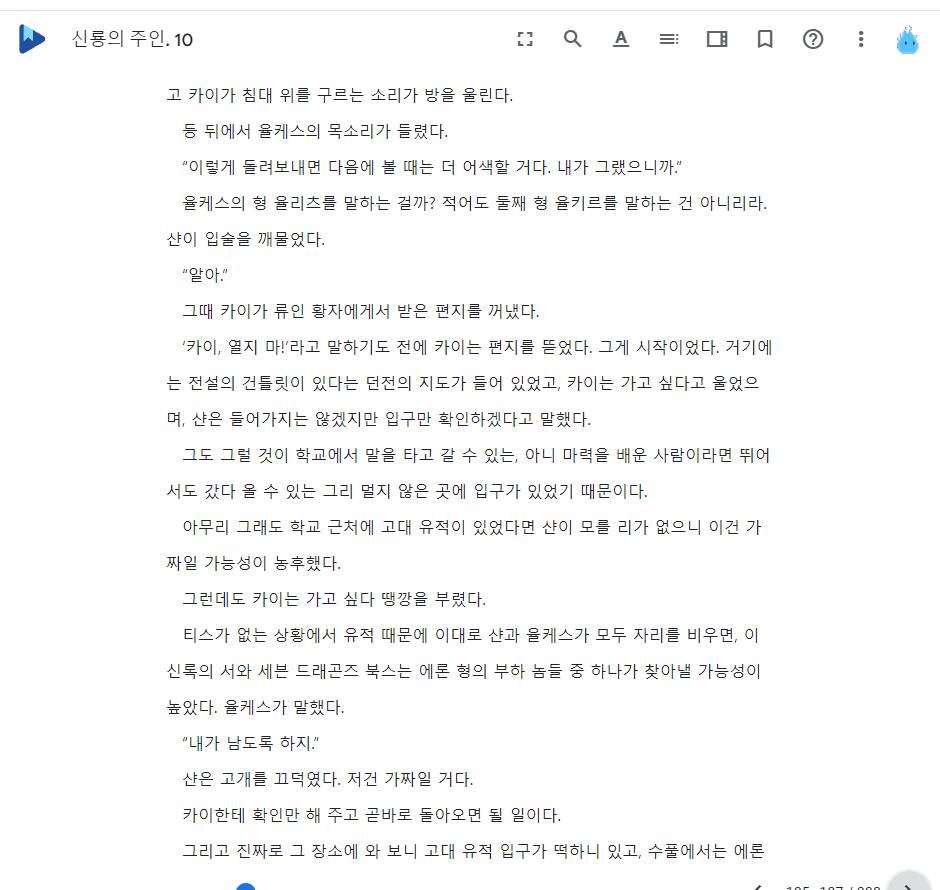 신룡의 주인. 10
고 카이가 침대 위를 구르는 소리가 방을 울린다.
등 뒤에서 율케스의 목소리가 들렸다.
“이렇게 돌려보내면 다음에 볼 때는 더 어색할 거다. 내가 그랬으니까.”
율케스의 형 율리츠를 말하는 걸까? 적어도 둘째 형 율키르를 말하는 건 아니리라.
샨이 입술을 깨물었다.
“알아.”
그때 카이가 류인 황자에게서 받은 편지를 꺼냈다.
‘카이, 열지 마!’라고 말하기도 전에 카이는 편지를 뜯었다. 그게 시작이었다. 거기에
는 전설의 건틀릿이 있다는 던전의 지도가 들어 있었고, 카이는 가고 싶다고 울었으
며, 샨은 들어가지는 않겠지만 입구만 확인하겠다고 말했다.
그도 그럴 것이 학교에서 말을 타고 갈 수 있는, 아니 마력을 배운 사람이라면 뛰어
서도 갔다 올 수 있는 그리 멀지 않은 곳에 입구가 있었기 때문이다.
아무리 그래도 학교 근처에 고대 유적이 있었다면 샨이 모를 리가 없으니 이건 가
짜일 가능성이 농후했다.
그런데도 카이는 가고 싶다 땡깡을 부렸다.
티스가 없는 상황에서 유적 때문에 이대로 샨과 율케스가 모두 자리를 비우면, 이
신록의 서와 세븐 드래곤즈 북스는 에론 형의 부하 놈들 중 하나가 찾아낼 가능성이
높았다. 율케스가 말했다.
“내가 남도록 하지.”
샨은 고개를 끄덕였다. 저건 가짜일 거다.
카이한테 확인만 해 주고 곧바로 돌아오면 될 일이다.
그리고 진짜로 그 장소에 와 보니 고대 유적 입구가 떡하니 있고, 수풀에서는 에론